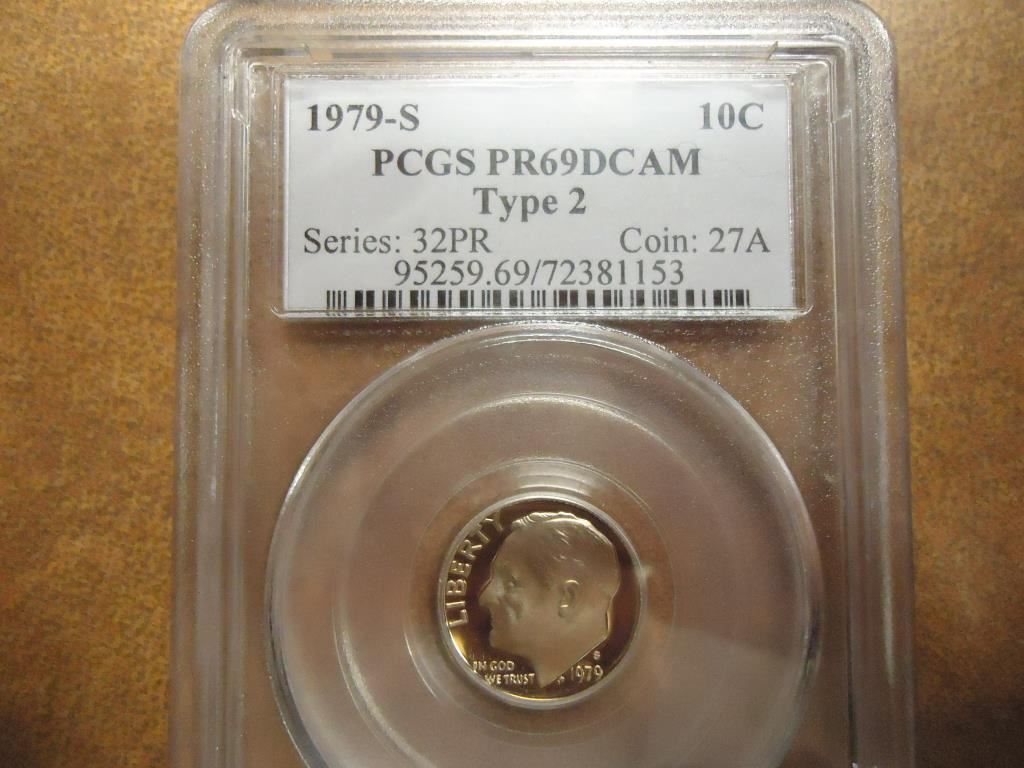 1979-S 10C
PCGS PR69DCAM
Type 2
Series: 32PR Coin: 27A
95259.69/72381153
LIBERTY
IN GOD
WE TRUST
1979
S